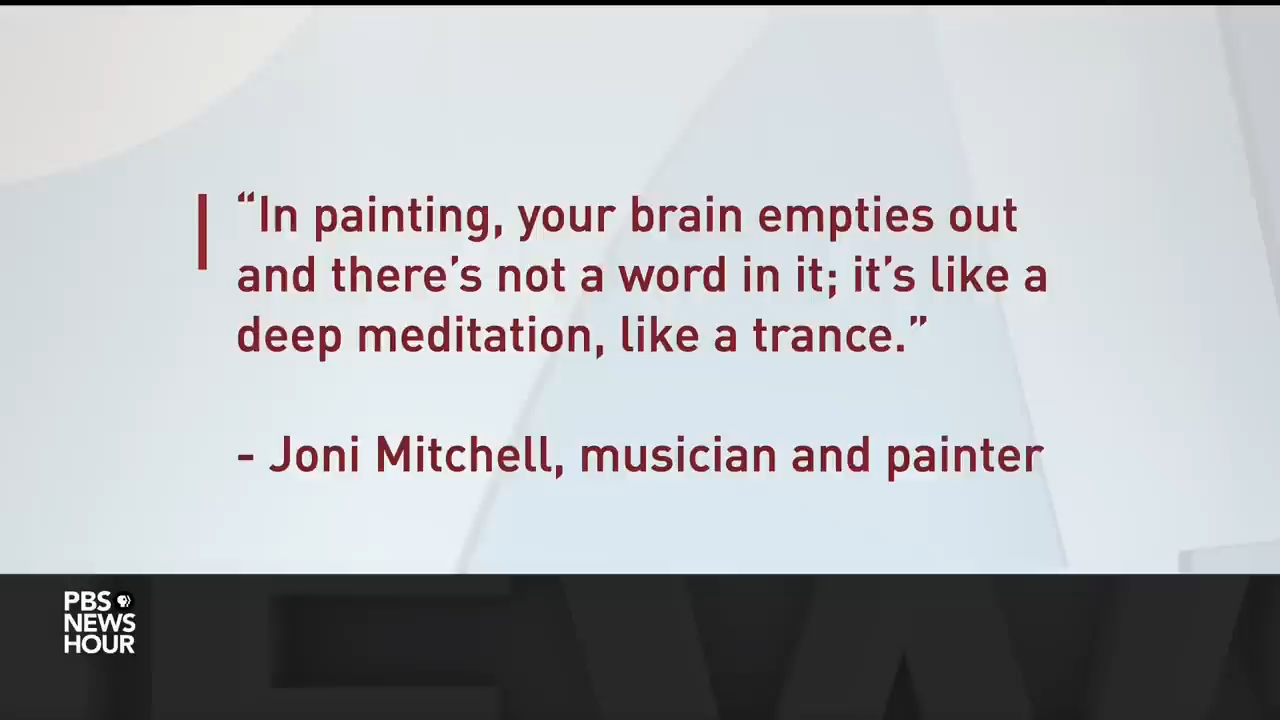 “In painting, your brain empties out
and there’s not a word in it; it’s like a
deep meditation, like a trance.”
- Joni Mitchell, musician and painter
PBS
NEWS
HOUR